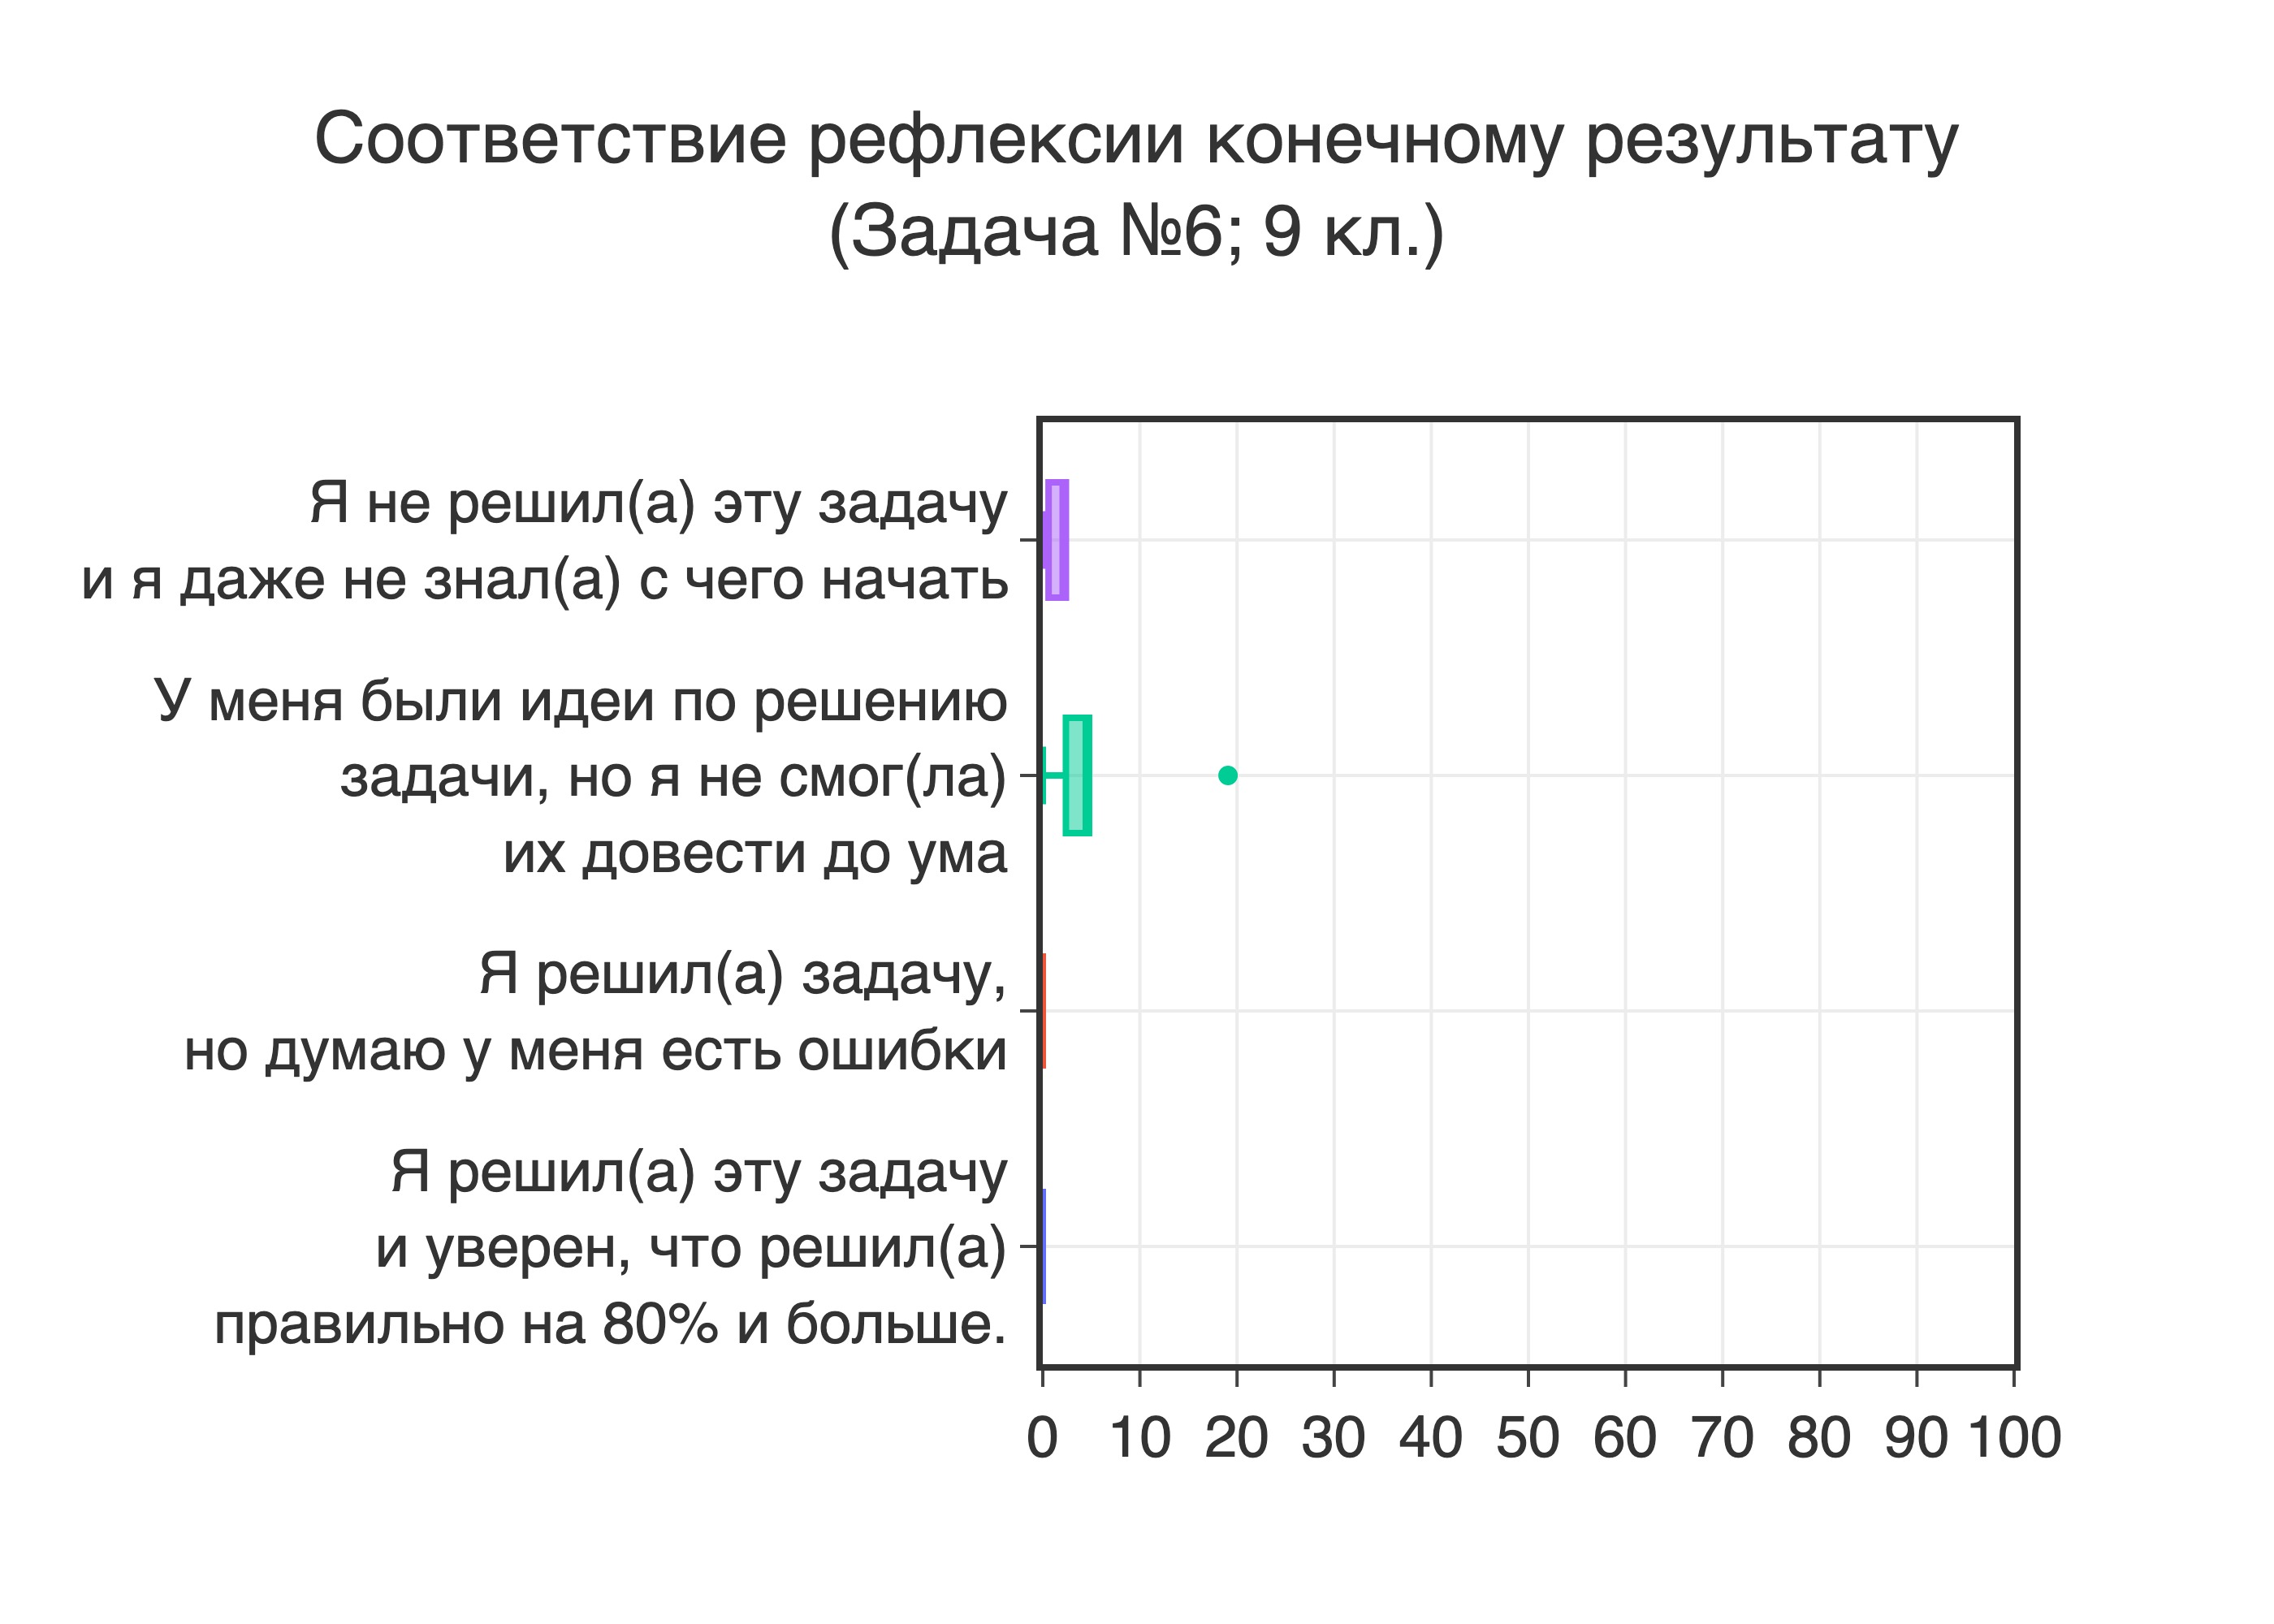 Соответствие рефлексии конечному результату
(Задача №6; 9 кл.)
Я не решил(а) эту задачу
и я даже не знал(а) с чего начать
У меня были идеи по решению
задачи, но я не смог(ла)
их довести до ума
Я решил(а) задачу,
но думаю у меня есть ошибки
Я решил(а) эту задачу
и уверен, что решил(а)
правильно на 80% и больше.
0 10 20 30 40 50 60 70 80 90 100